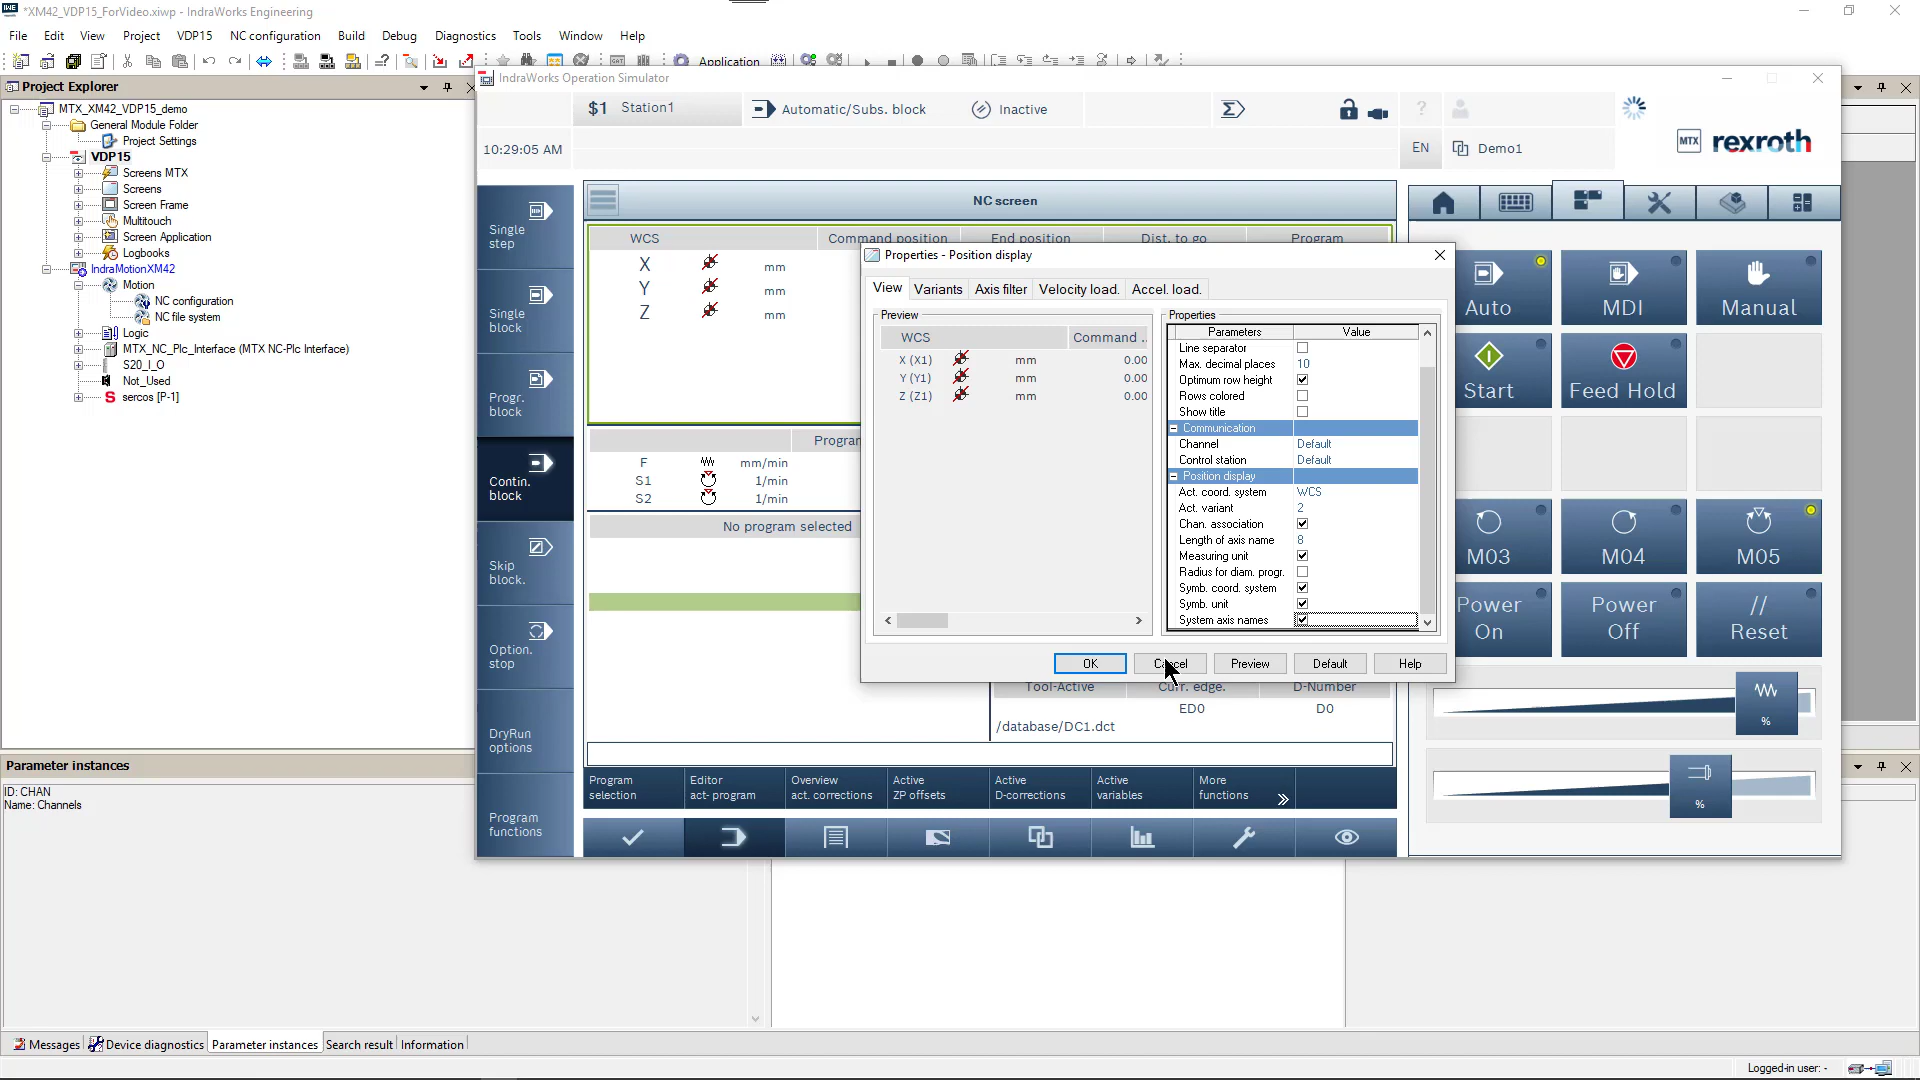 *XM42_VDP15_ForVideo.xiwp - IndraWorks Engineering
File Edit View Project VDP15 NC configuration Build Debug Diagnostics Tools Window Help
Application
Project Explorer
MTX_XM42_VDP15_demo
General Module Folder
Project Settings
VDP15
Screens MTX
Screens
Screen Frame
Multitouch
Screen Application
Logbooks
IndraMotionXM42
Motion
NC configuration
NC file system
Logic
MTX_NC_Plc_Interface (MTX NC-Plc Interface)
S20_I_O
Not_Used
sercos [P-1]
Parameter instances
ID: CHAN
Name: Channels
Messages Device diagnostics Parameter instances Search result Information
Logged-in user: -
IndraWorks Operation Simulator
$1 Station1 Automatic/Subs. block Inactive
10:29:05 AM EN Demo1 MTX rexroth
Single step
Single block
Progr. block
Contin. block
Skip block.
Option. stop
DryRun options
Program functions
NC screen
WCS Command position End position Dist. to go Program
X mm
Y mm
Z mm
F mm/min
S1 1/min
S2 1/min
No program selected
Tool-Active Curr. edge. D-Number
ED0 D0
/database/DC1.dct
Program selection
Editor act- program
Overview act. corrections
Active ZP offsets
Active D-corrections
Active variables
More functions
Properties - Position display
View Variants Axis filter Velocity load. Accel. load.
Preview
WCS Command ..
X (X1) mm 0.00
Y (Y1) mm 0.00
Z (Z1) mm 0.00
Properties
Parameters Value
Line separator
Max. decimal places 10
Optimum row height
Rows colored
Show title
Communication
Channel Default
Control station Default
Position display
Act. coord. system WCS
Act. variant 2
Chan. association
Length of axis name 8
Measuring unit
Radius for diam. progr.
Symb. coord. system
Symb. unit
System axis names
OK Cancel Preview Default Help
Auto MDI Manual
Start Feed Hold
M03 M04 M05
Power On
Power Off
// Reset
%
%